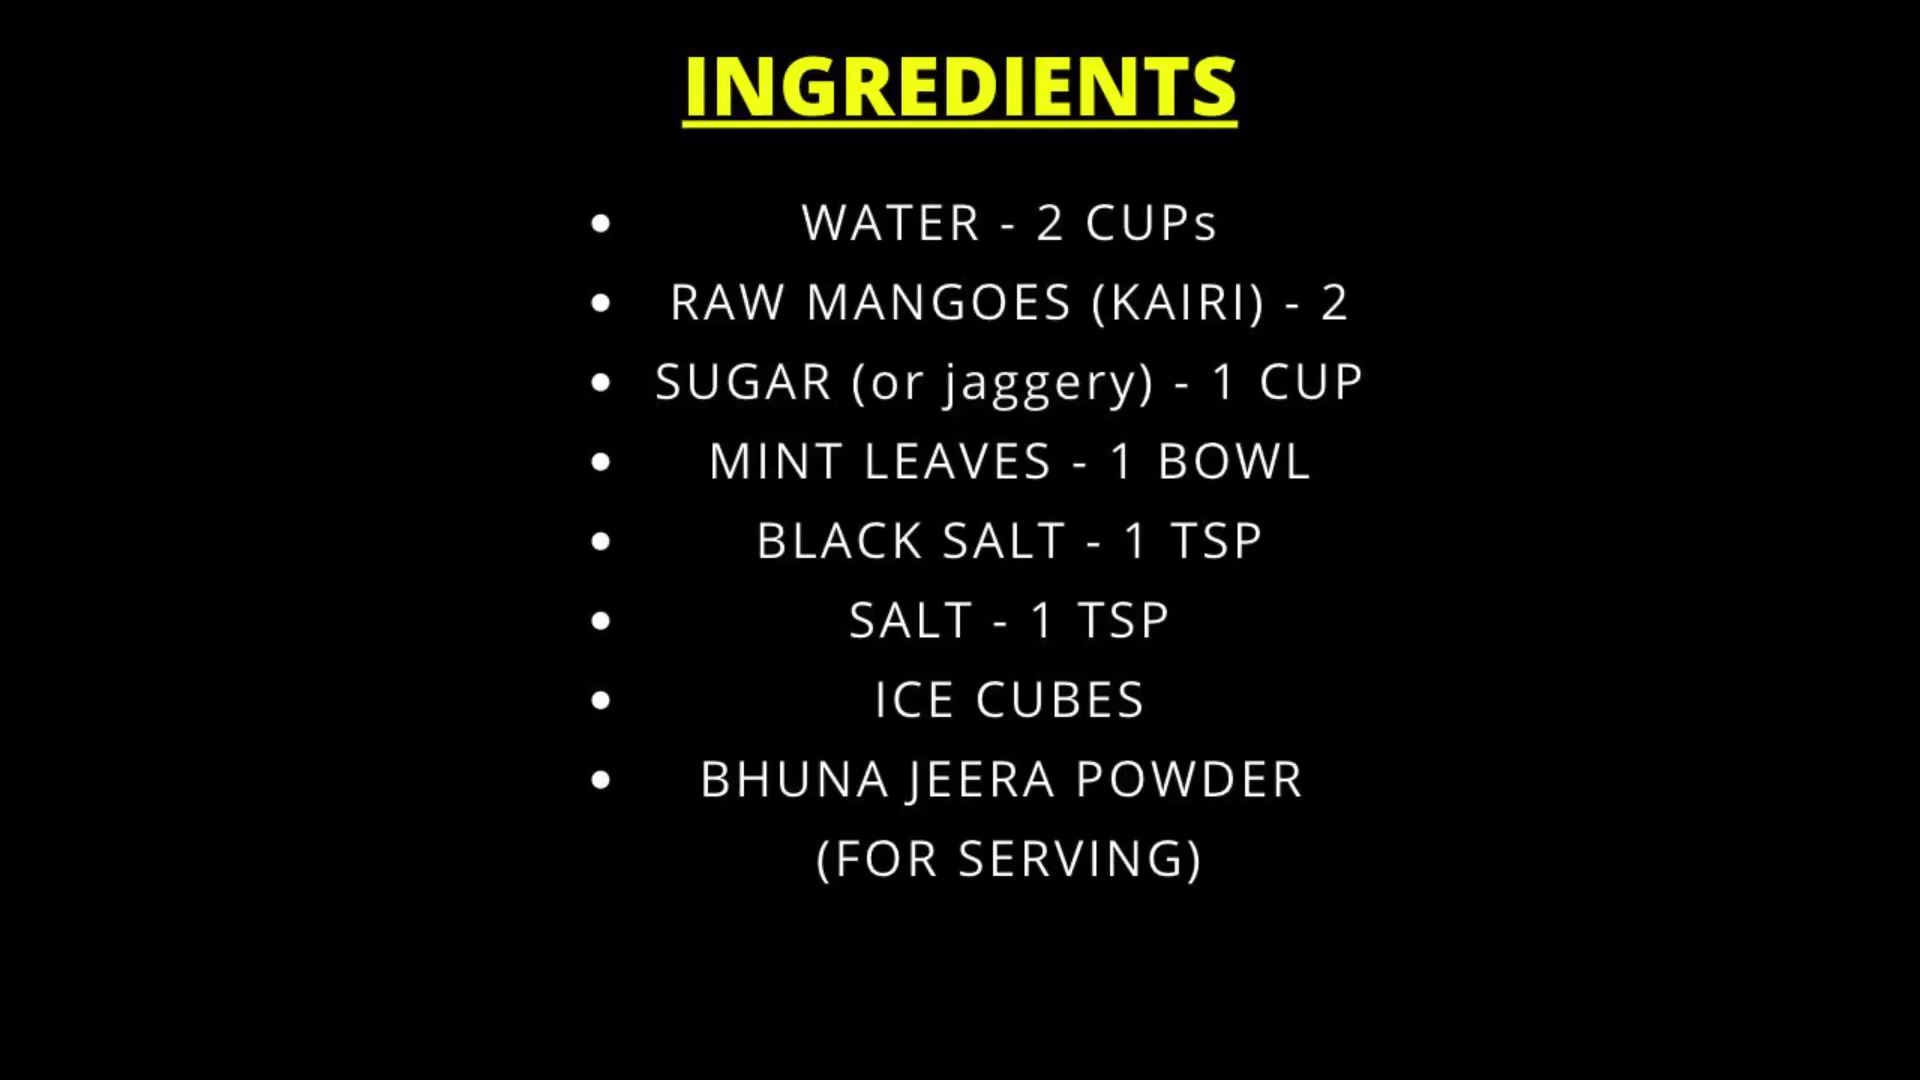 INGREDIENTS
• WATER - 2 CUPs
• RAW MANGOES (KAIRI) - 2
• SUGAR (or jaggery) - 1 CUP
• MINT LEAVES - 1 BOWL
• BLACK SALT - 1 TSP
• SALT - 1 TSP
• ICE CUBES
• BHUNA JEERA POWDER
(FOR SERVING)